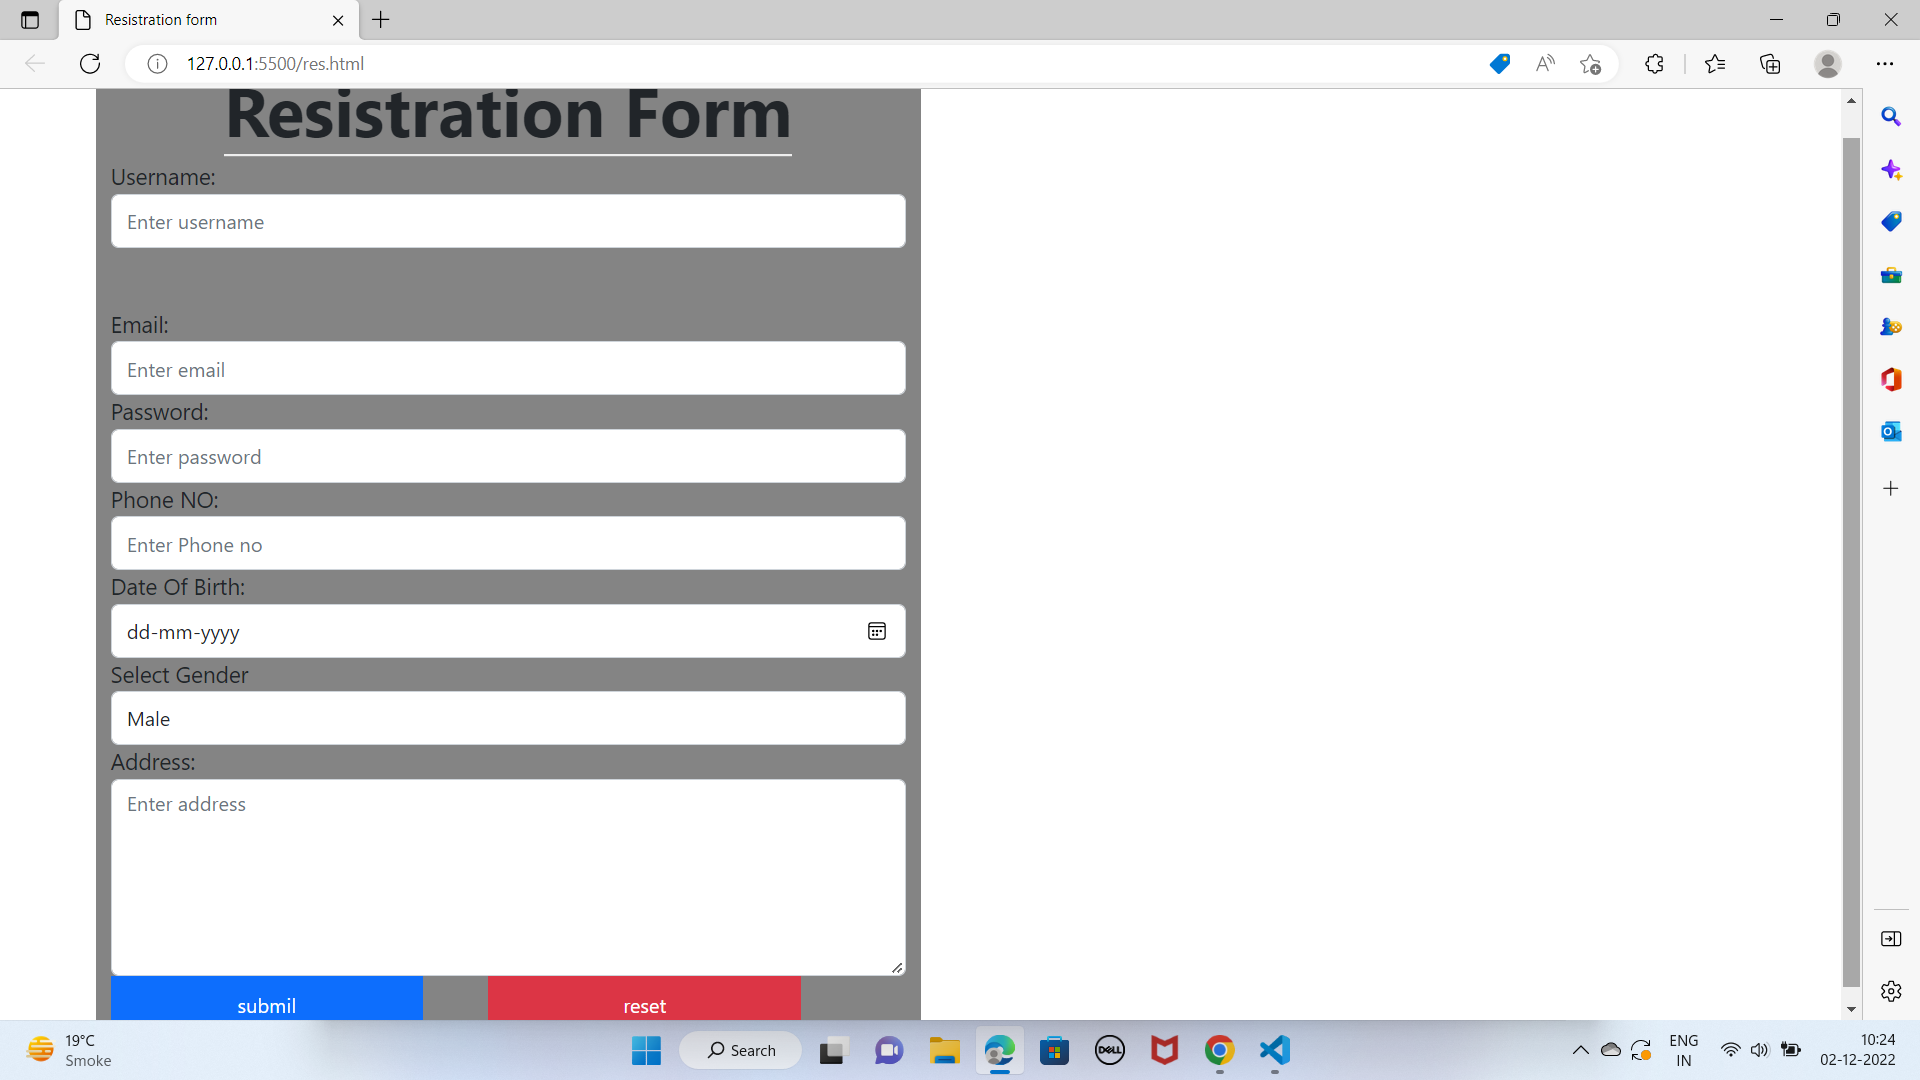 Resistration form
127.0.0.1:5500/res.html
Resistration Form
Username:
Enter username
Email:
Enter email
Password:
Enter password
Phone NO:
Enter Phone no
Date Of Birth:
dd-mm-yyyy
Select Gender
Male
Address:
Enter address
submil reset
19°C
Smoke
Search
DELL
ENG
IN
10:24
02-12-2022